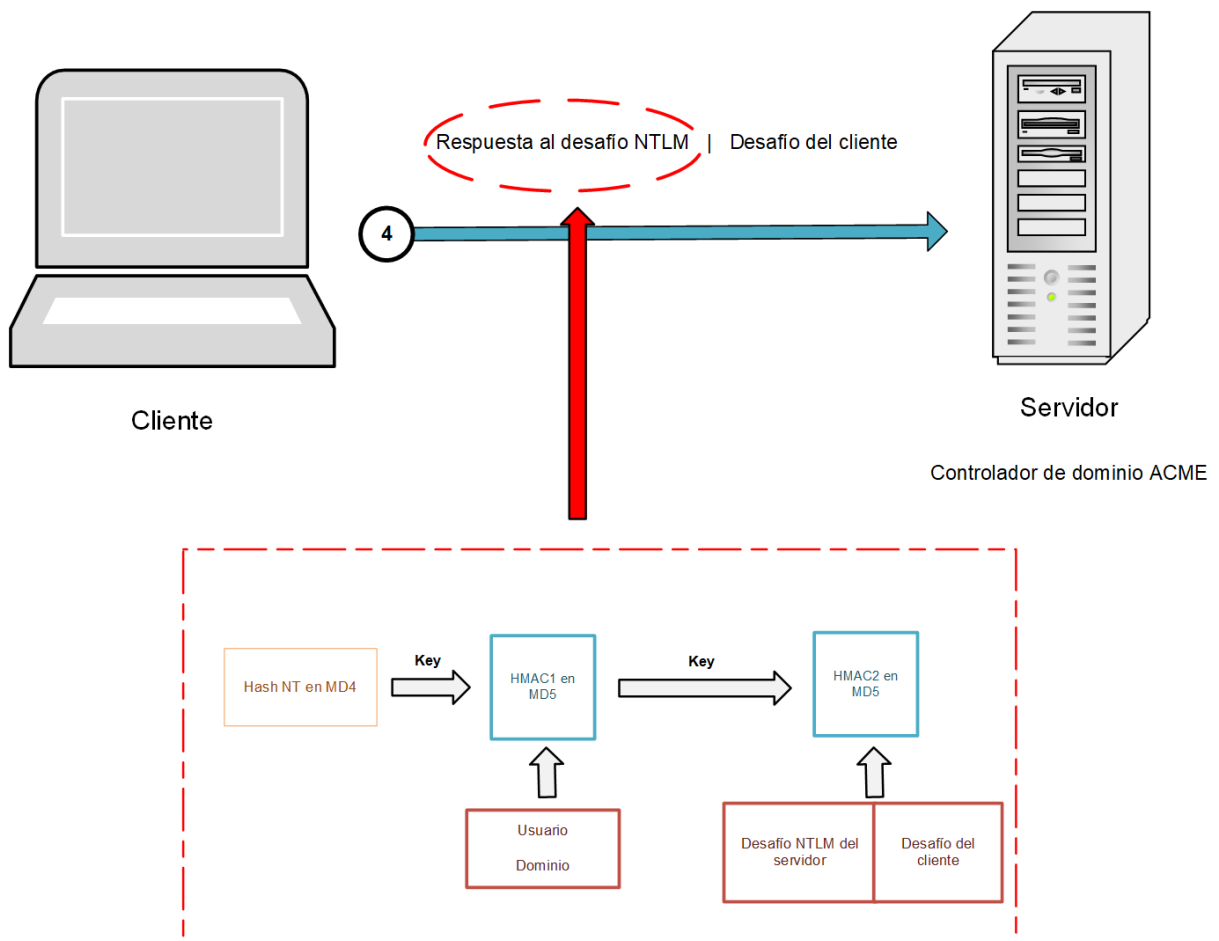 Respuesta al desafío NTLM | Desafío del cliente
4
Cliente
Servidor
Controlador de dominio ACME
Hash NT en MD4
Key
HMAC1 en
MD5
Key
HMAC2 en
MD5
Usuario
Dominio
Desafío NTLM del
servidor
Desafío del
cliente